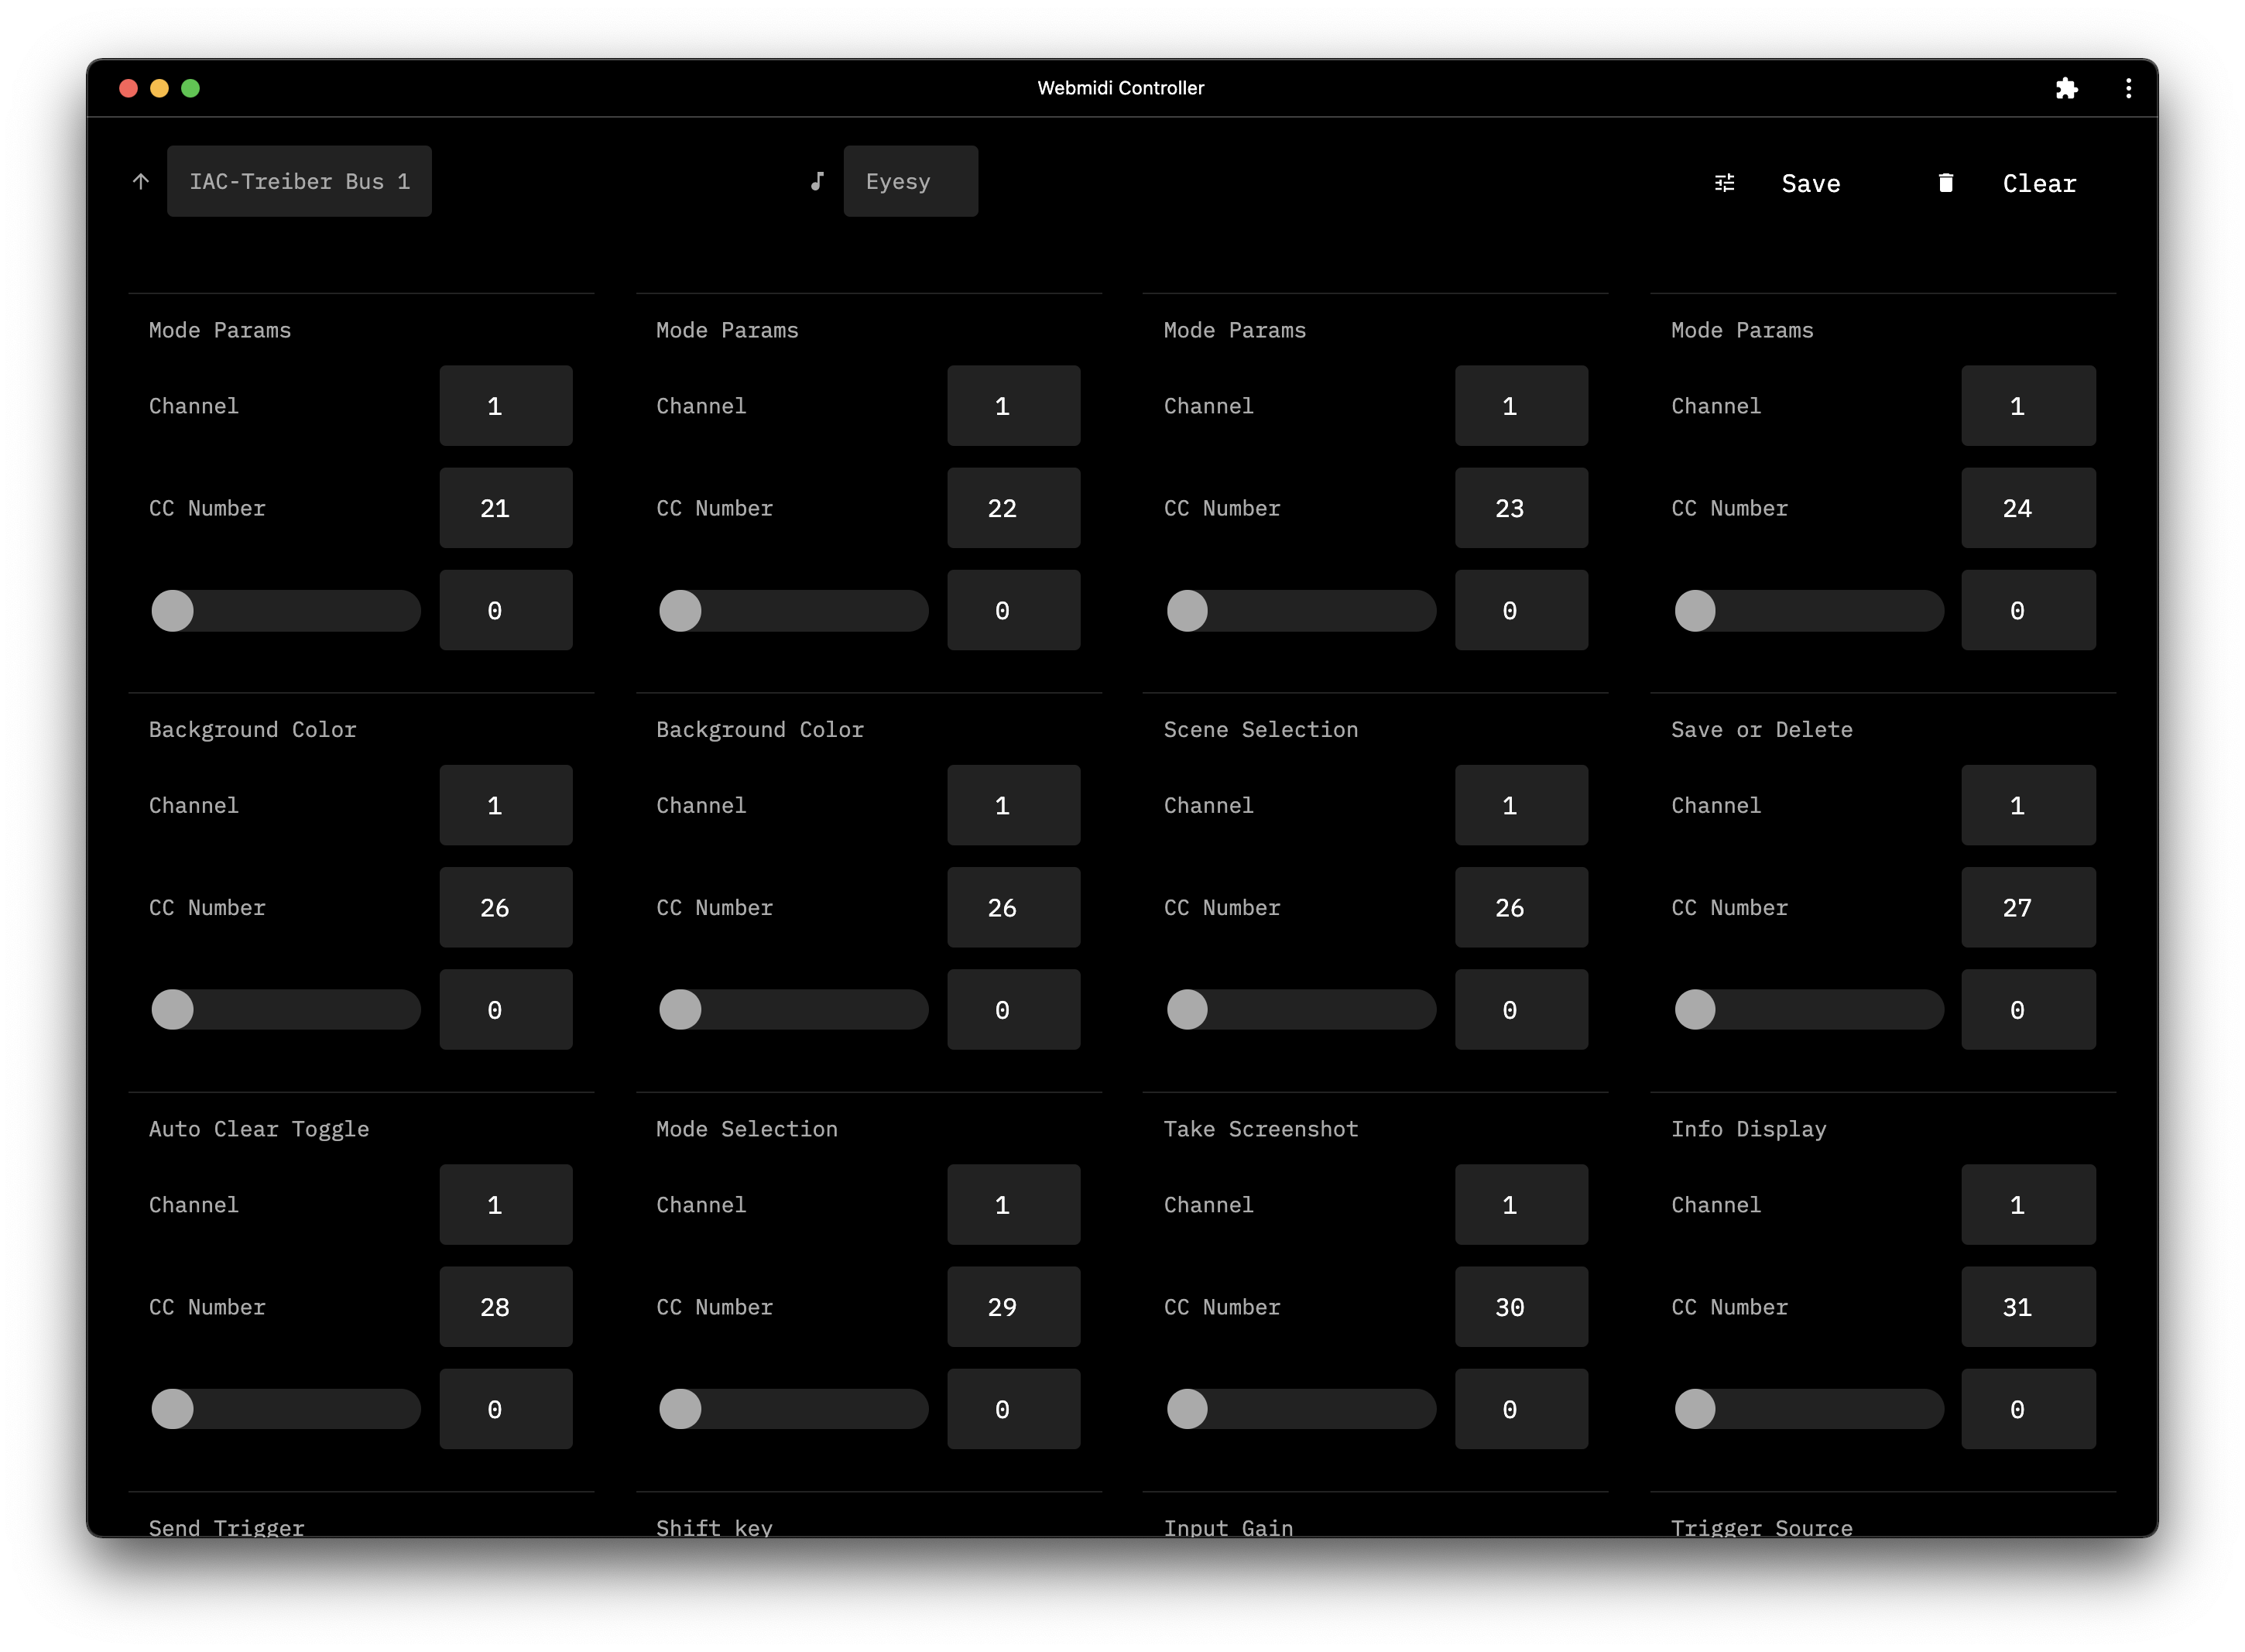 Webmidi Controller
IAC-Treiber Bus 1 Eyesy Save Clear
Mode Params Mode Params Mode Params Mode Params
Channel 1 Channel 1 Channel 1 Channel 1
CC Number 21 CC Number 22 CC Number 23 CC Number 24
0 0 0 0
Background Color Background Color Scene Selection Save or Delete
Channel 1 Channel 1 Channel 1 Channel 1
CC Number 26 CC Number 26 CC Number 26 CC Number 27
0 0 0 0
Auto Clear Toggle Mode Selection Take Screenshot Info Display
Channel 1 Channel 1 Channel 1 Channel 1
CC Number 28 CC Number 29 CC Number 30 CC Number 31
0 0 0 0
Send Trigger Shift key Input Gain Trigger Source